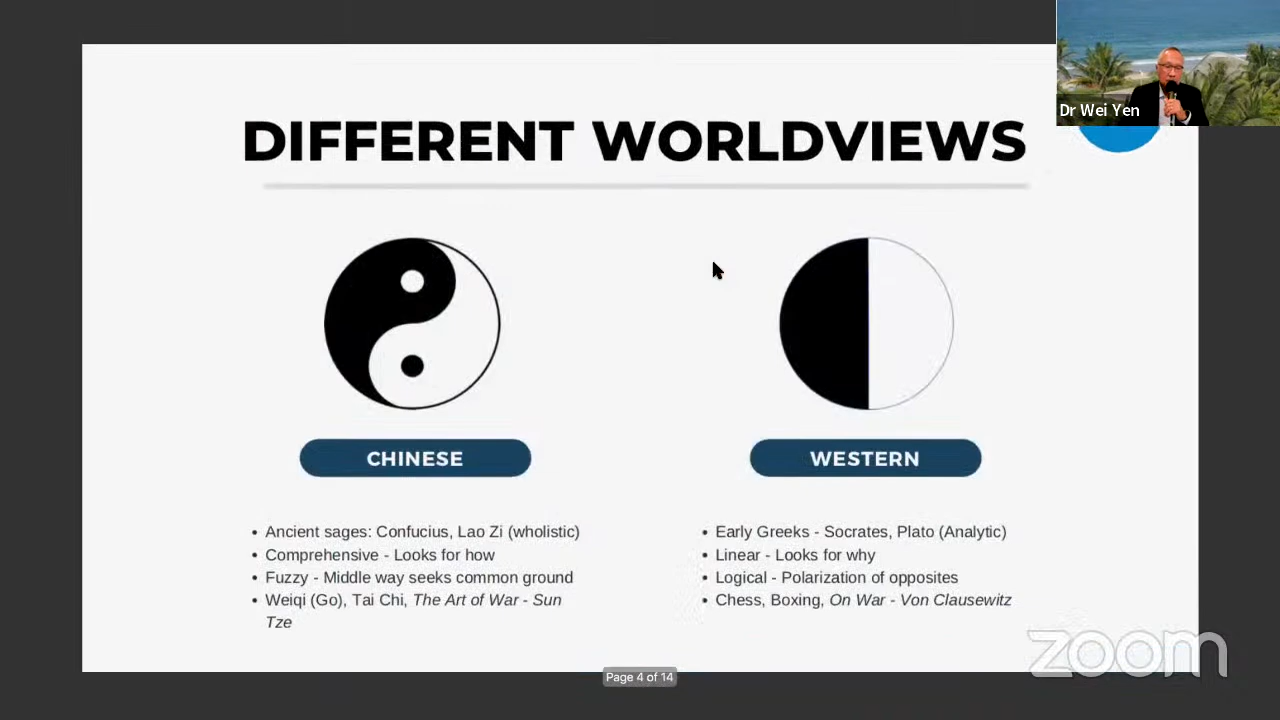 Dr Wei Yen
DIFFERENT WORLDVIEWS
CHINESE
• Ancient sages: Confucius, Lao Zi (wholistic)
• Comprehensive - Looks for how
• Fuzzy - Middle way seeks common ground
• Weiqi (Go), Tai Chi, The Art of War - Sun
Tze
WESTERN
• Early Greeks - Socrates, Plato (Analytic)
• Linear - Looks for why
• Logical - Polarization of opposites
• Chess, Boxing, On War - Von Clausewitz
zoom
Page 4 of 14